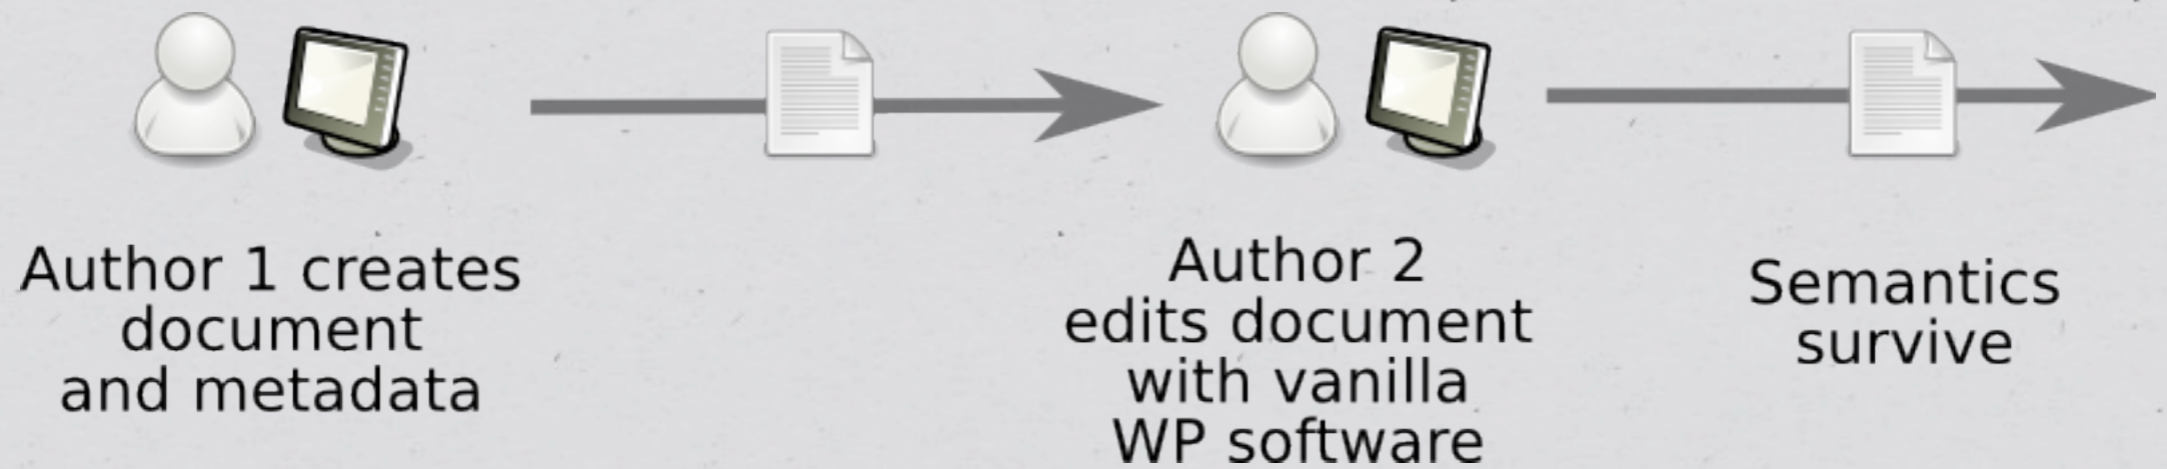 Author 1 creates
document
and metadata
Author 2
edits document
with vanilla
WP software
Semantics
survive